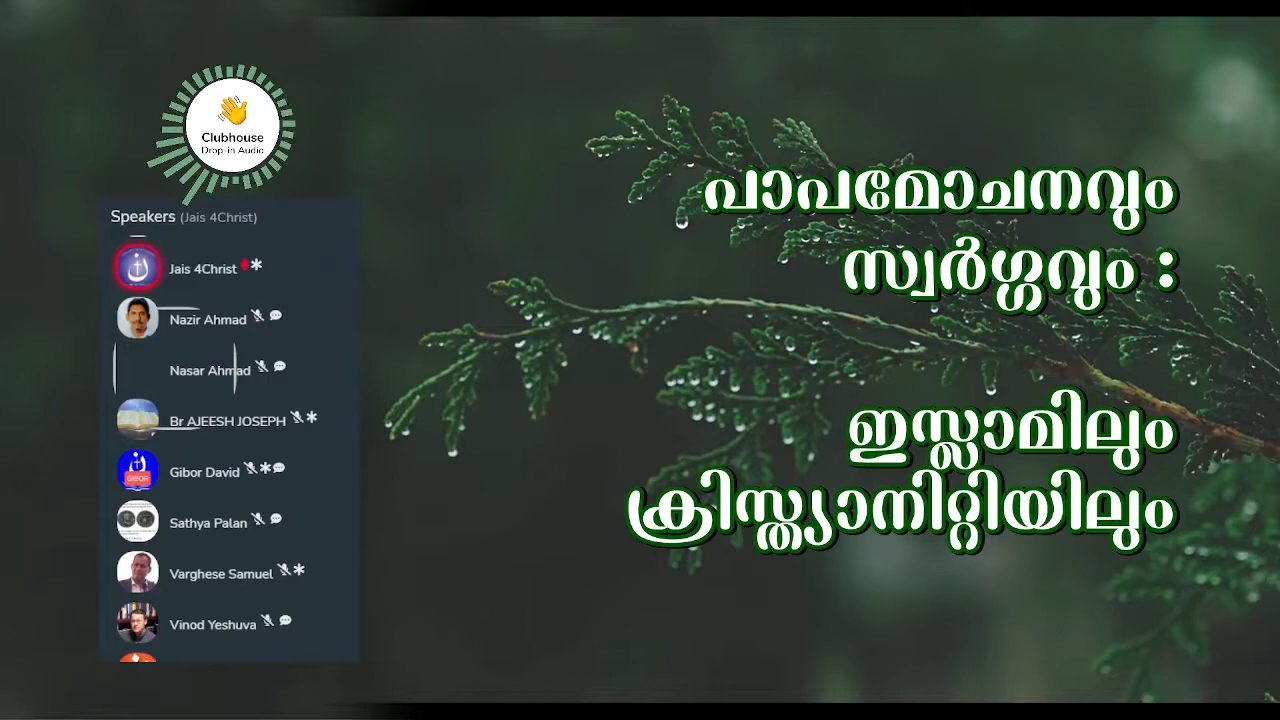 Clubhouse
Drop-in Audio
Speakers (Jais 4Christ)
Jais 4Christ
Nazir Ahmad
Nasar Ahmad
Br AJEESH JOSEPH
Gibor David
GIBOR
Sathya Palan
Varghese Samuel
Vinod Yeshuva
പാപമോചനവും
സ്വർഗ്ഗവും :
ഇസ്ലാമിലും
ക്രിസ്ത്യാനിറ്റിയിലും